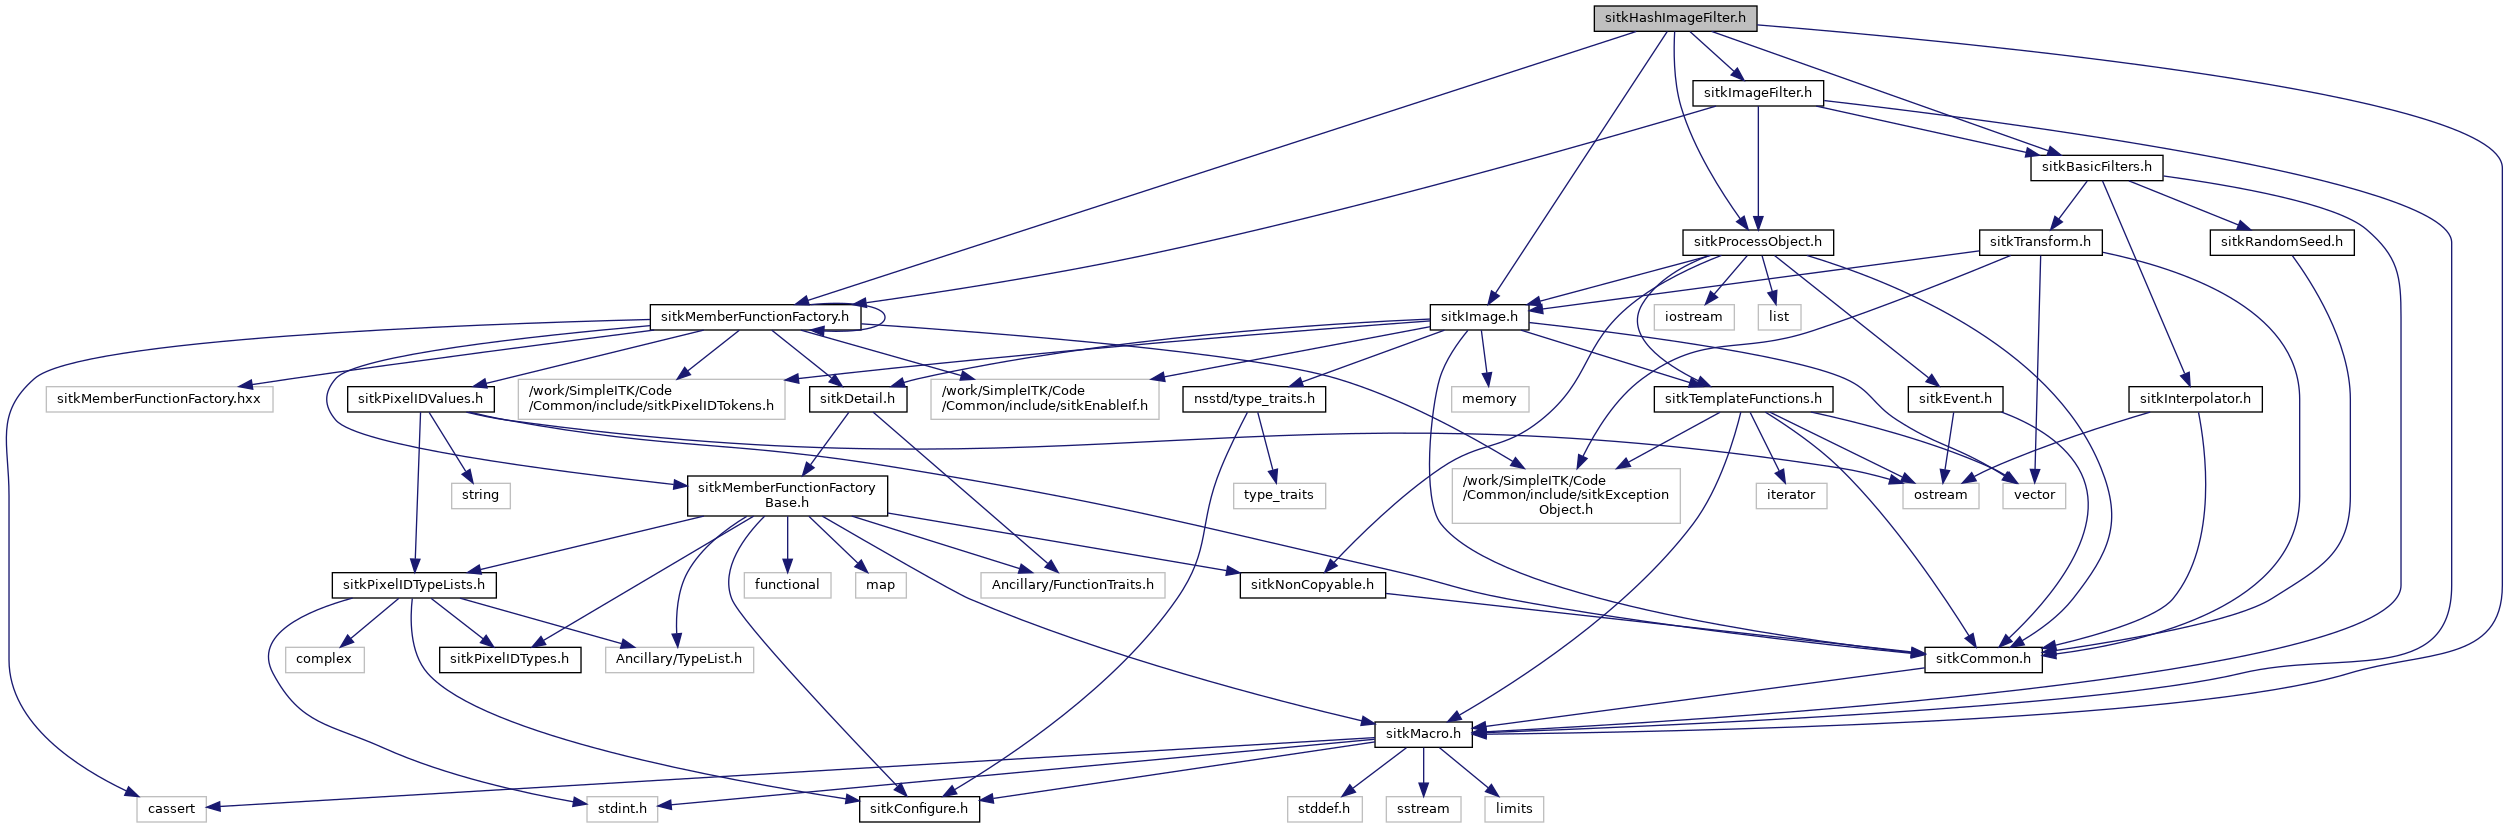 sitkHashImageFilter.h
sitkImageFilter.h
sitkBasicFilters.h
sitkProcessObject.h
sitkTransform.h
sitkRandomSeed.h
sitkMemberFunctionFactory.h
sitkImage.h
iostream
list
sitkMemberFunctionFactory.hxx
sitkPixelIDValues.h
/work/SimpleITK/Code
/Common/include/sitkPixelIDTokens.h
sitkDetail.h
/work/SimpleITK/Code
/Common/include/sitkEnableIf.h
nsstd/type_traits.h
memory
sitkTemplateFunctions.h
sitkEvent.h
sitkInterpolator.h
string
sitkMemberFunctionFactory
Base.h
type_traits
/work/SimpleITK/Code
/Common/include/sitkException
Object.h
iterator
ostream
vector
sitkPixelIDTypeLists.h
functional
map
Ancillary/FunctionTraits.h
sitkNonCopyable.h
complex
sitkPixelIDTypes.h
Ancillary/TypeList.h
sitkCommon.h
sitkMacro.h
cassert
stdint.h
sitkConfigure.h
stddef.h
sstream
limits